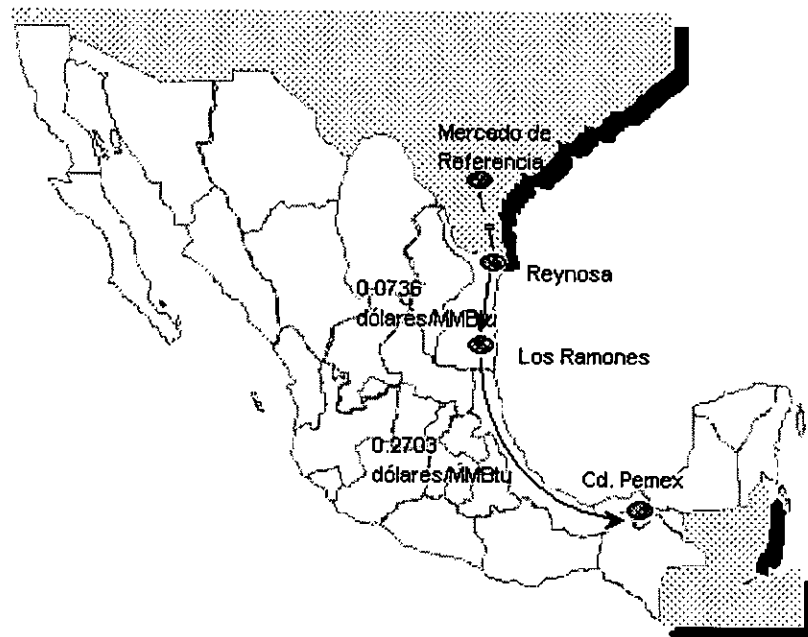 Mercado de
Referencia
Reynosa
0.0736
dólares/MMBtu
Los Ramones
0.2703
dólares/MMBtu
Cd. Pemex